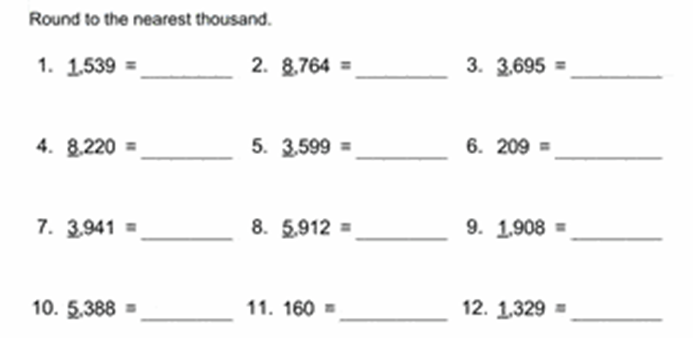 Round to the nearest thousand.
1. 1,539 = ________ 2. 8,764 = ________ 3. 3,695 = ________
4. 8,220 = ________ 5. 3,599 = ________ 6. 209 = ________
7. 3,941 = ________ 8. 5,912 = ________ 9. 1,908 = ________
10. 5,388 = ________ 11. 160 = ________ 12. 1,329 = ________